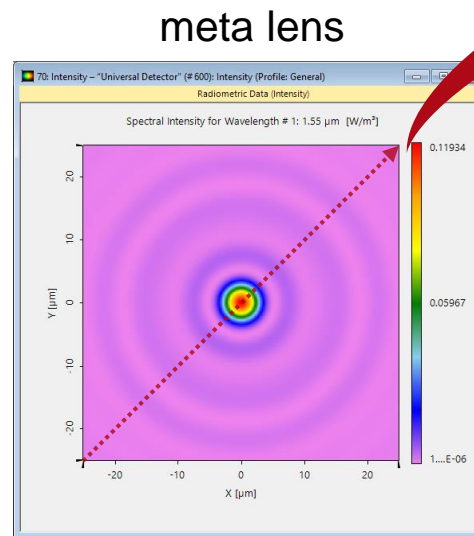 meta lens
70: Intensity – "Universal Detector" (# 600): Intensity (Profile: General)
Radiometric Data (Intensity)
Spectral Intensity for Wavelength # 1: 1.55 µm [W/m³]
0.11934
20
10
Y [µm]
0
0.05967
-10
-20
1....E-06
-20 -10 0 10 20
X [µm]